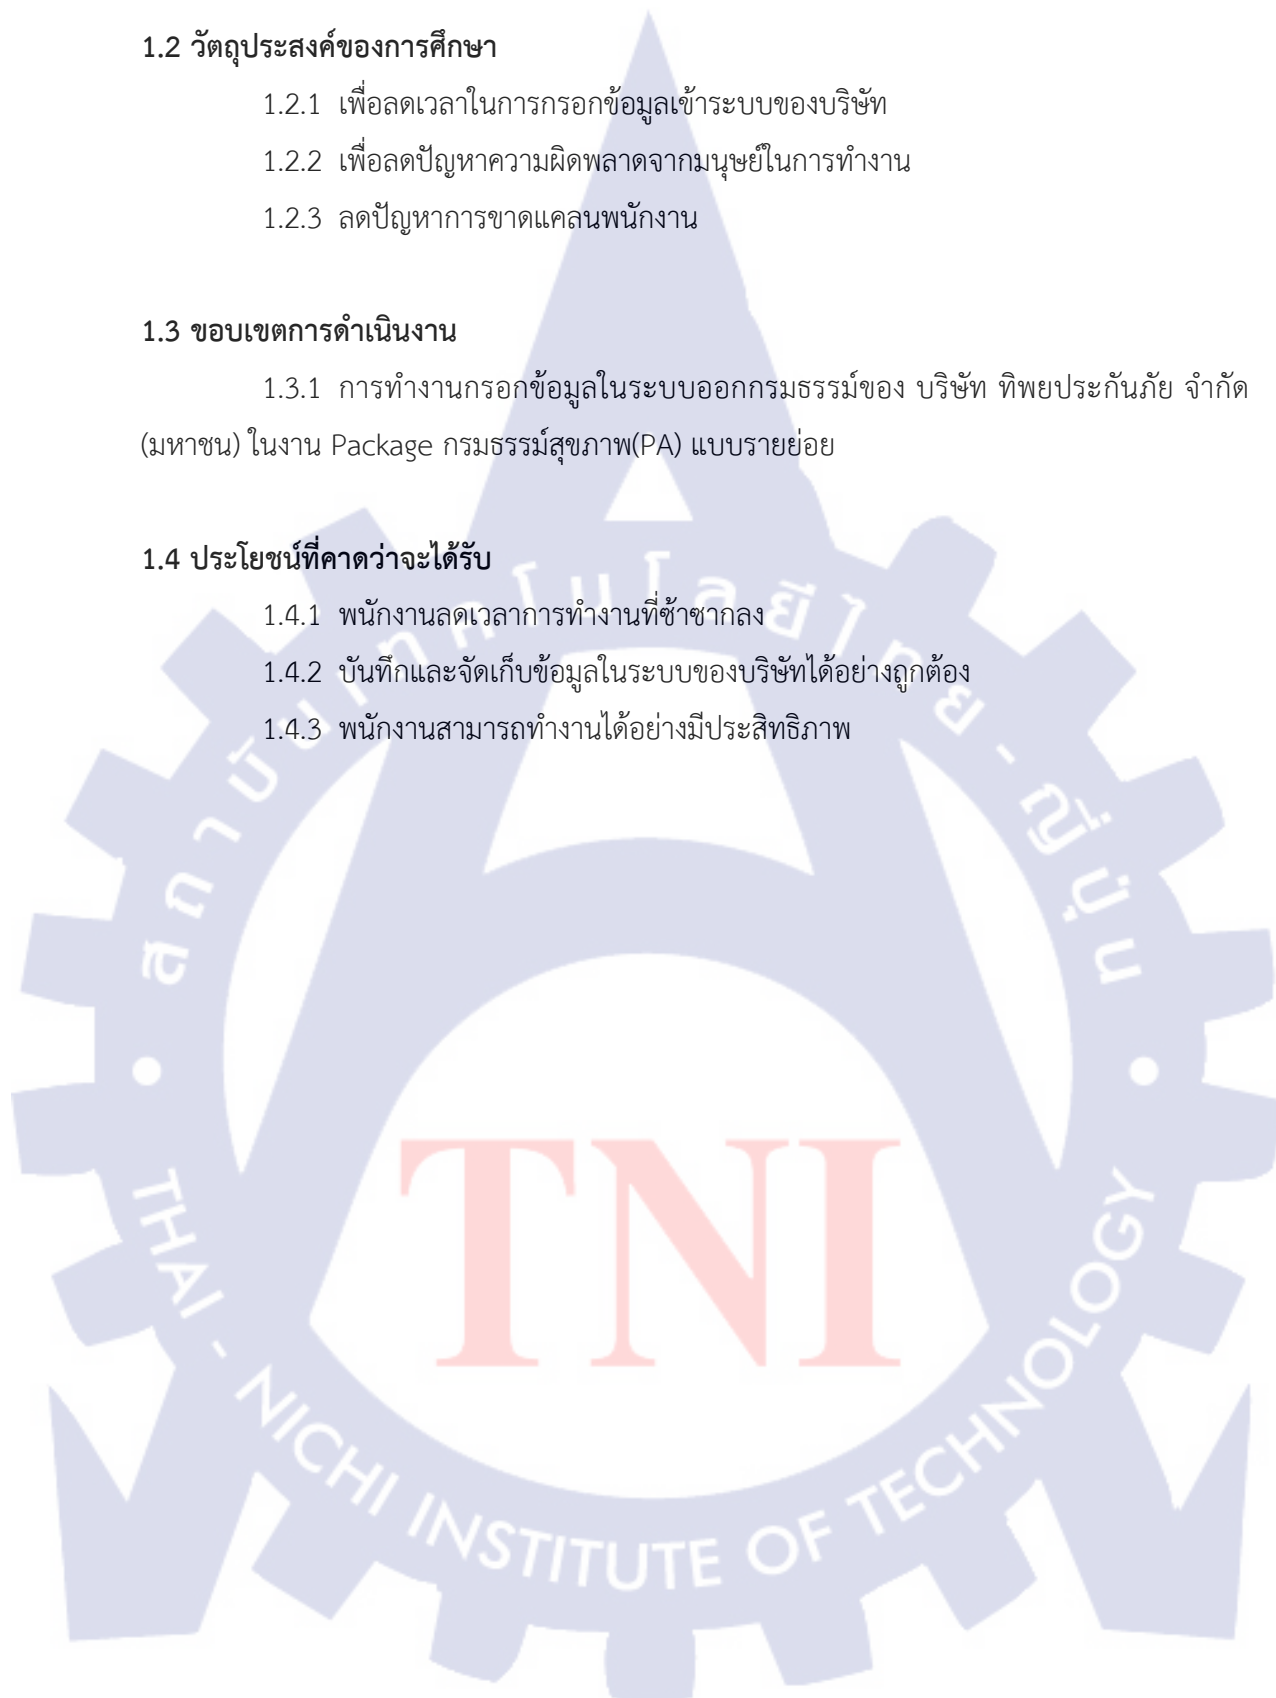 1.2 วัตถุประสงค์ของการศึกษา
1.2.1 เพื่อลดเวลาในการกรอกข้อมูลเข้าระบบของบริษัท
1.2.2 เพื่อลดปัญหาความผิดพลาดจากมนุษย์ในการทำงาน
1.2.3 ลดปัญหาการขาดแคลนพนักงาน
1.3 ขอบเขตการดำเนินงาน
1.3.1 การทำงานกรอกข้อมูลในระบบออกกรมธรรม์ของ บริษัท ทิพยประกันภัย จำกัด
(มหาชน) ในงาน Package กรมธรรม์สุขภาพ(PA) แบบรายย่อย
1.4 ประโยชน์ที่คาดว่าจะได้รับ
1.4.1 พนักงานลดเวลาการทำงานที่ซ้าซากลง
1.4.2 บันทึกและจัดเก็บข้อมูลในระบบของบริษัทได้อย่างถูกต้อง
1.4.3 พนักงานสามารถทำงานได้อย่างมีประสิทธิภาพ
สถาบันเทคโนโลยีไทย - ญี่ปุ่น
TNI
THAI - NICHI INSTITUTE OF TECHNOLOGY